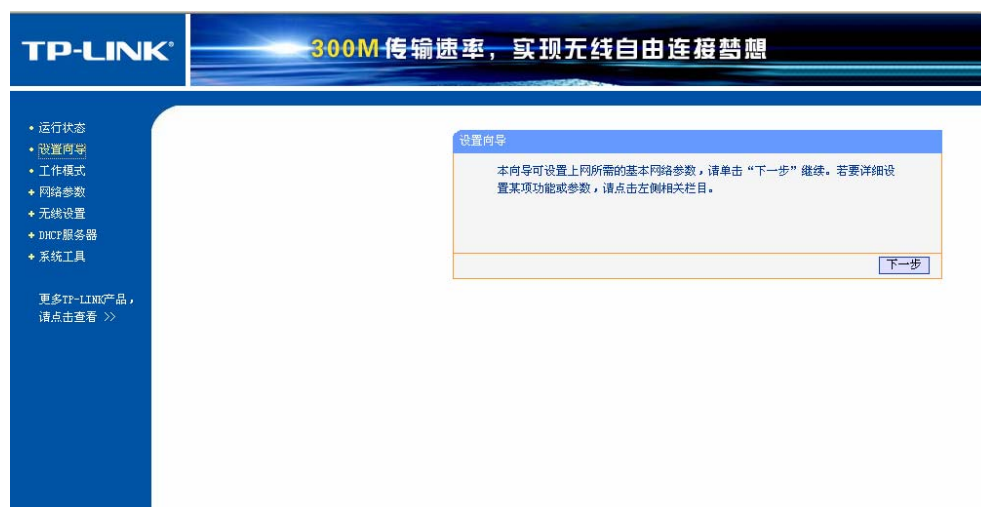 TP-LINK®
300M 传输速率，实现无线自由连接梦想
• 运行状态
• 设置向导
• 工作模式
+ 网络参数
+ 无线设置
+ DHCP服务器
+ 系统工具
更多TP-LINK产品，
请点击查看 >>
设置向导
本向导可设置上网所需的基本网络参数，请单击“下一步”继续。若要详细设
置某项功能或参数，请点击左侧相关栏目。
下一步